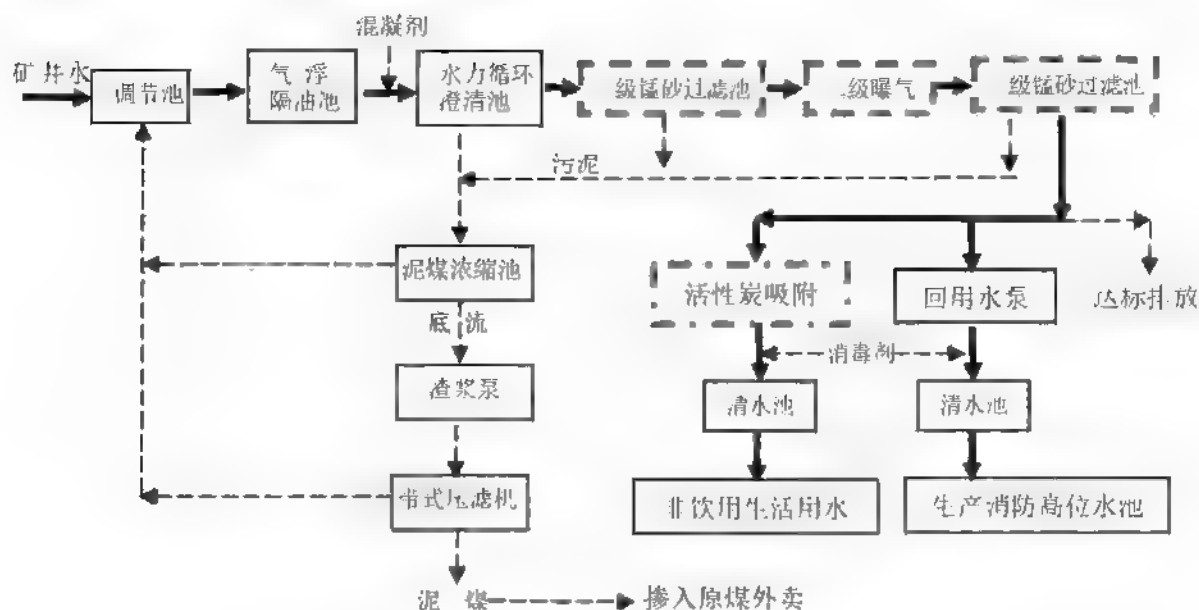 混凝剂
矿井水
调节池
气浮
隔油池
水力循环
澄清池
级锰砂过滤池
级曝气
级锰砂过滤池
污泥
泥煤浓缩池
活性炭吸附
回用水泵
达标排放
底流
消毒剂
渣浆泵
清水池
清水池
带式压滤机
非饮用生活用水
生产消防高位水池
泥煤
掺入原煤外卖